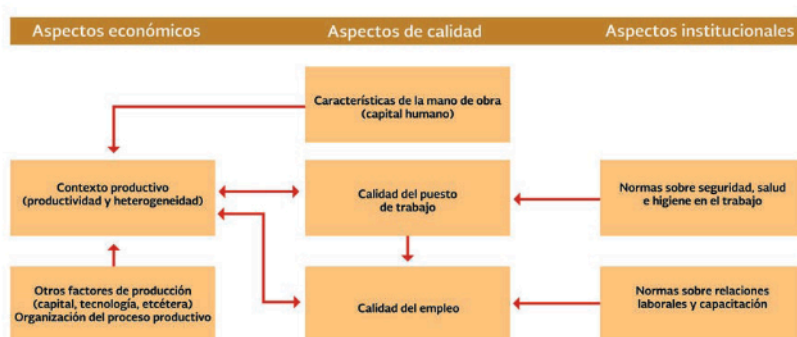 Aspectos económicos
Aspectos de calidad
Aspectos institucionales
Características de la mano de obra
(capital humano)
Contexto productivo
(productividad y heterogeneidad)
Calidad del puesto
de trabajo
Normas sobre seguridad, salud
e higiene en el trabajo
Otros factores de producción
(capital, tecnología, etcétera)
Organización del proceso productivo
Calidad del empleo
Normas sobre relaciones
laborales y capacitación